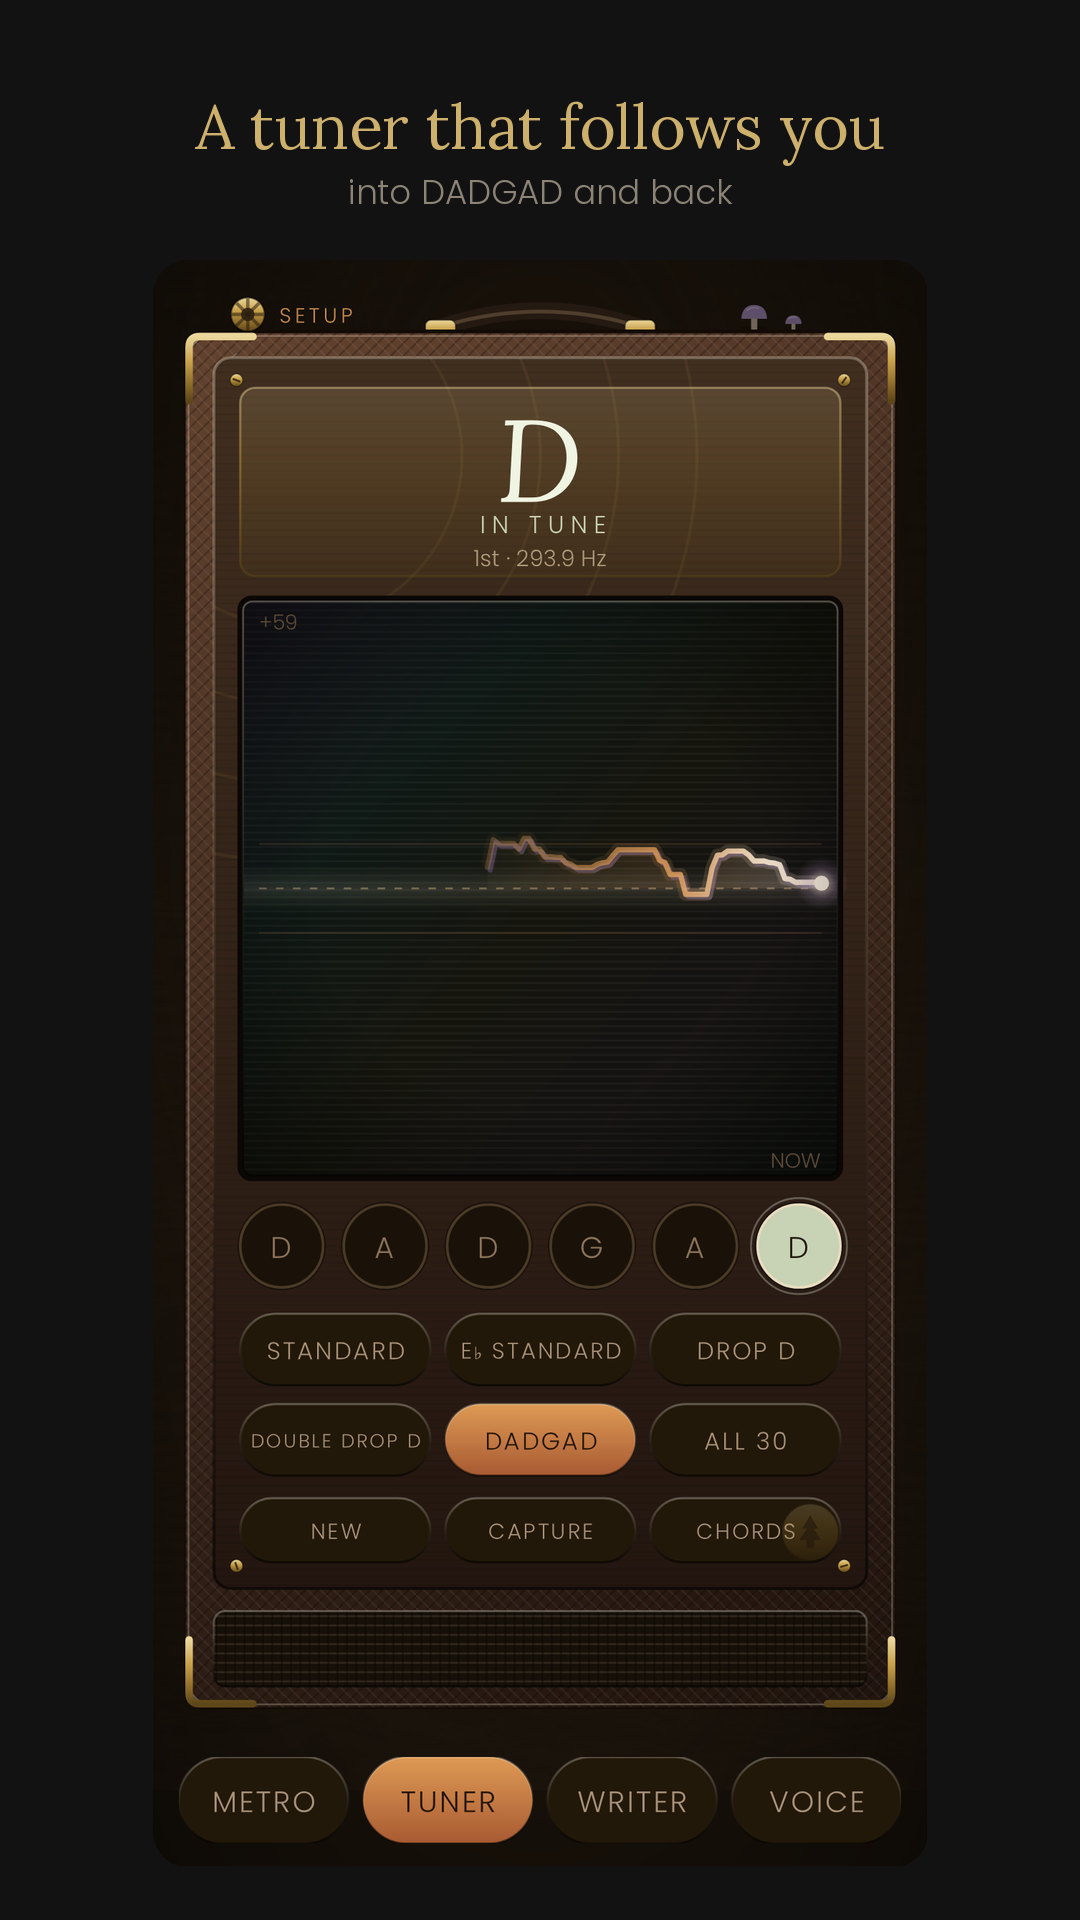 A tuner that follows you
into DADGAD and back
SETUP
D
IN TUNE
1st · 293.9 Hz
+59
NOW
D A D G A D
STANDARD E♭ STANDARD DROP D
DOUBLE DROP D DADGAD ALL 30
NEW CAPTURE CHORDS
METRO TUNER WRITER VOICE